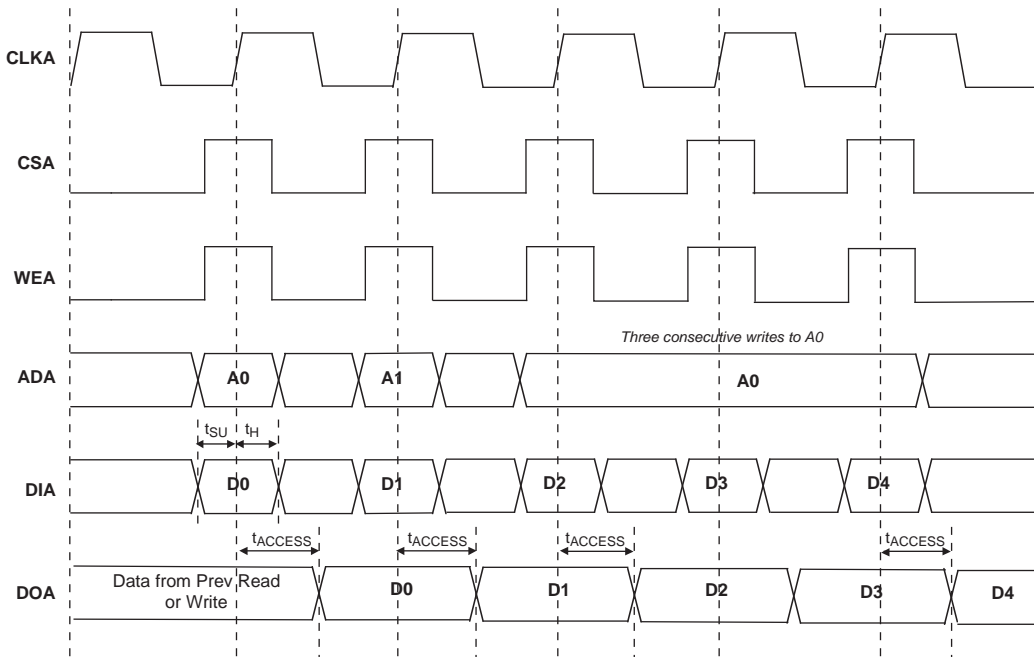 CLKA
CSA
WEA
Three consecutive writes to A0
ADA A0 A1 A0
tSU tH
DIA D0 D1 D2 D3 D4
tACCESS tACCESS tACCESS tACCESS
DOA Data from Prev Read or Write D0 D1 D2 D3 D4